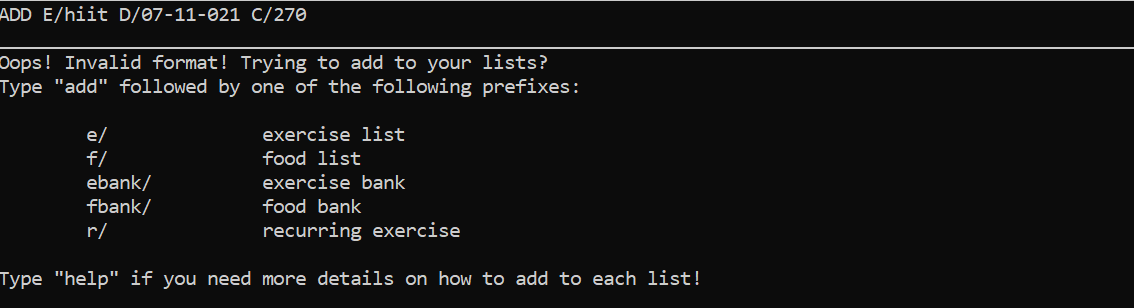 ADD E/hiit D/07-11-021 C/270
Oops! Invalid format! Trying to add to your lists?
Type "add" followed by one of the following prefixes:
e/ exercise list
f/ food list
ebank/ exercise bank
fbank/ food bank
r/ recurring exercise
Type "help" if you need more details on how to add to each list!